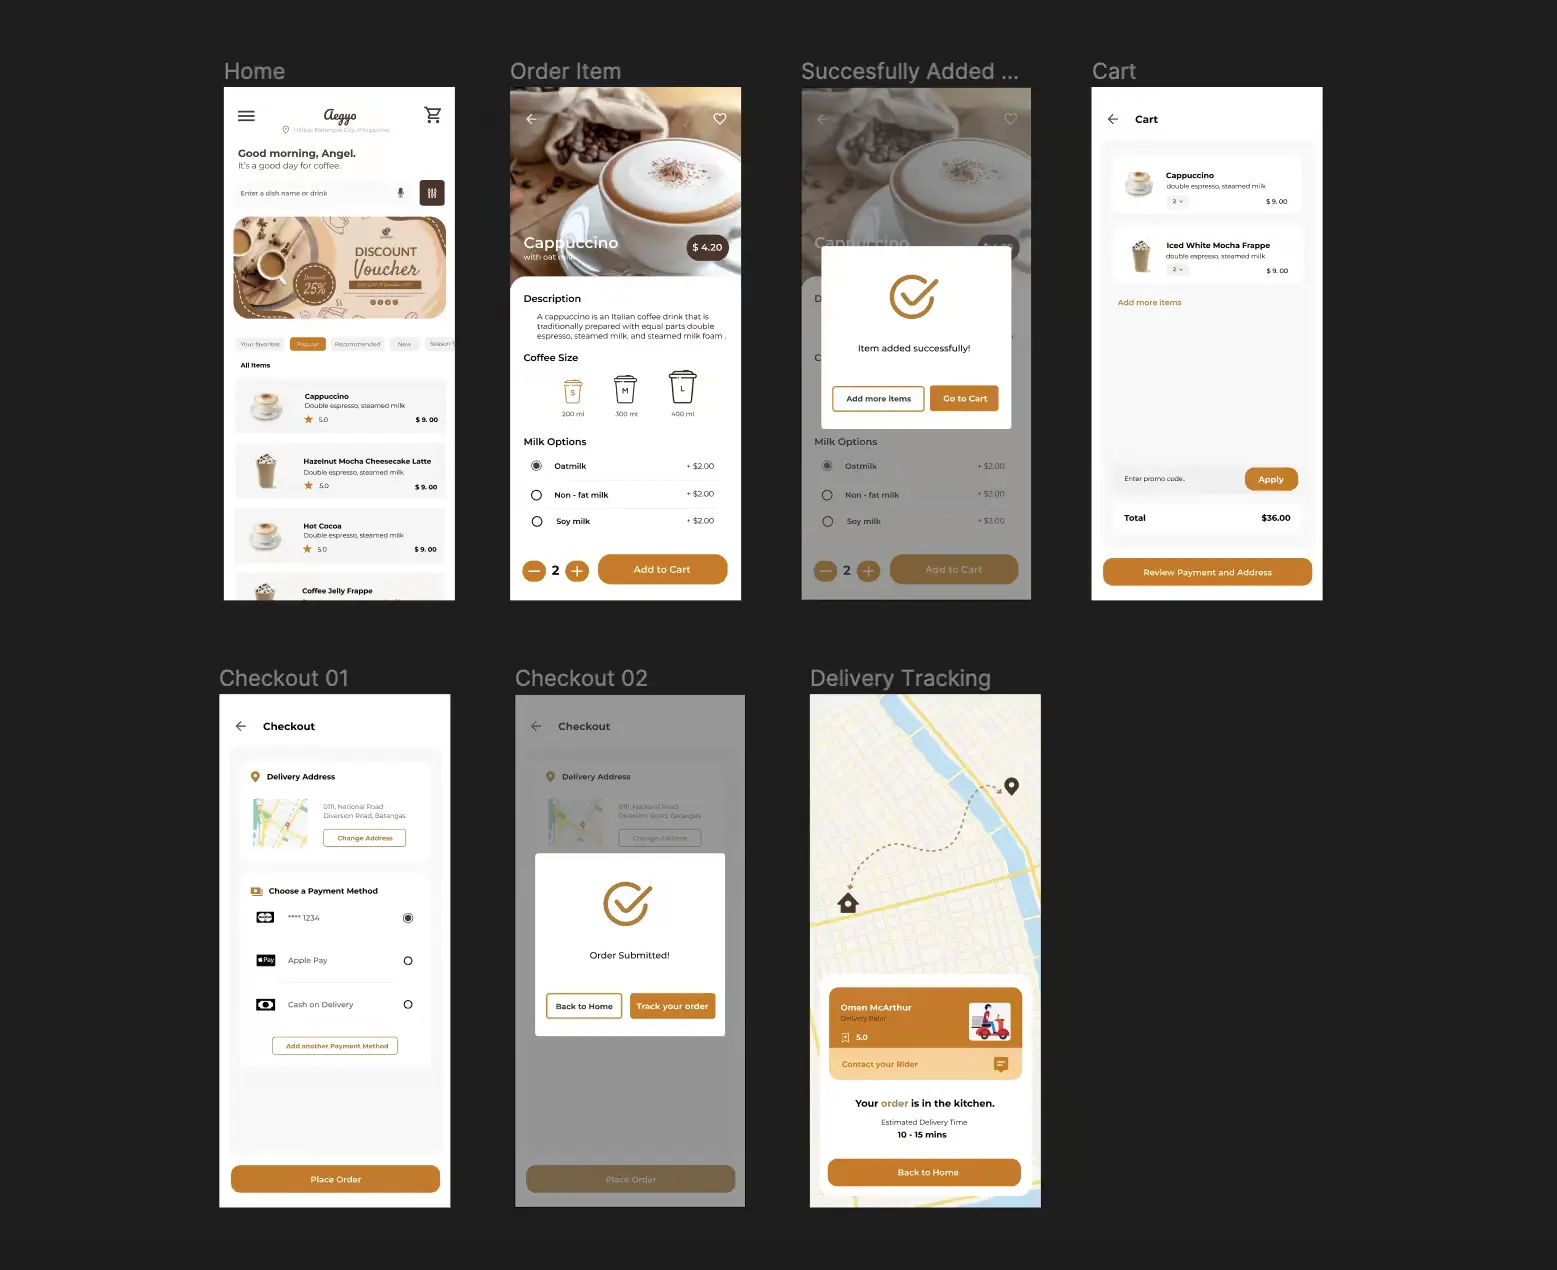 Home
Aegyo
Hilltop Batangas City, Philippines
Good morning, Angel.
It's a good day for coffee.
Enter a dish name or drink
DISCOUNT
Voucher
Discount
25%
Your favorites
Popular
Recommended
New
Season S
All Items
Cappuccino
Double espresso, steamed milk
5.0
$ 9. 00
Hazelnut Mocha Cheesecake Latte
Double espresso, steamed milk
5.0
$ 9. 00
Hot Cocoa
Double espresso, steamed milk
5.0
$ 9. 00
Coffee Jelly Frappe
Order Item
Cappuccino
with oat milk
$ 4.20
Description
A cappuccino is an Italian coffee drink that is
traditionally prepared with equal parts double
espresso, steamed milk, and steamed milk foam .
Coffee Size
S
M
L
200 ml
300 ml
400 ml
Milk Options
Oatmilk
+ $2.00
Non - fat milk
+ $2.00
Soy milk
+ $2.00
2
Add to Cart
Succesfully Added ...
Cappuccino
D
Item added successfully!
C
Add more items
Go to Cart
Milk Options
Oatmilk
+ $2.00
Non - fat milk
+ $2.00
Soy milk
+ $2.00
2
Add to Cart
Cart
Cart
Cappuccino
double espresso, steamed milk
2
$ 9. 00
Iced White Mocha Frappe
double espresso, steamed milk
2
$ 9. 00
Add more items
Enter promo code..
Apply
Total
$36.00
Review Payment and Address
Checkout 01
Checkout
Delivery Address
0111, National Road
Diversion Road, Batangas
Change Address
Choose a Payment Method
**** 1234
Pay
Apple Pay
Cash on Delivery
Add another Payment Method
Place Order
Checkout 02
Checkout
Delivery Address
0111, National Road
Diversion Road, Batangas
Change Address
Order Submitted!
Back to Home
Track your order
Place Order
Delivery Tracking
Omen McArthur
Delivery Rider
5.0
Contact your Rider
Your order is in the kitchen.
Estimated Delivery Time
10 - 15 mins
Back to Home